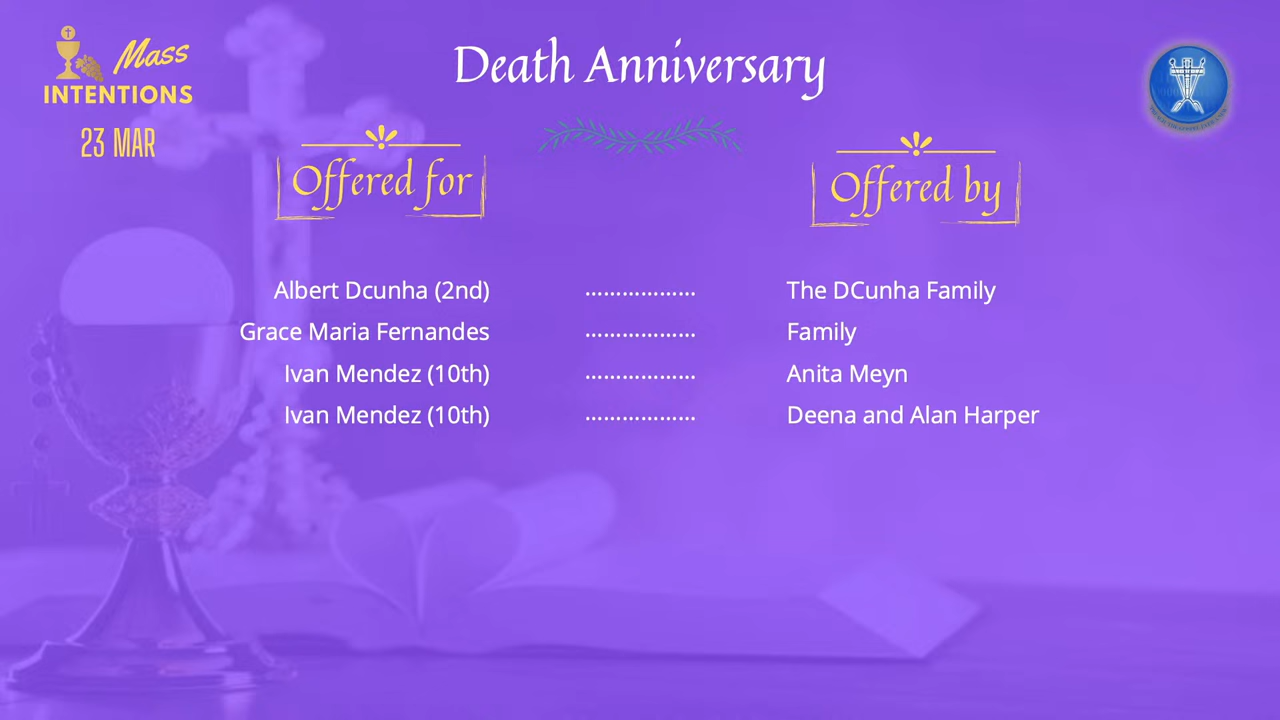 Mass
INTENTIONS
23 MAR
Death Anniversary
Offered for
Offered by
Albert Dcunha (2nd) .................. The DCunha Family
Grace Maria Fernandes .................. Family
Ivan Mendez (10th) .................. Anita Meyn
Ivan Mendez (10th) .................. Deena and Alan Harper